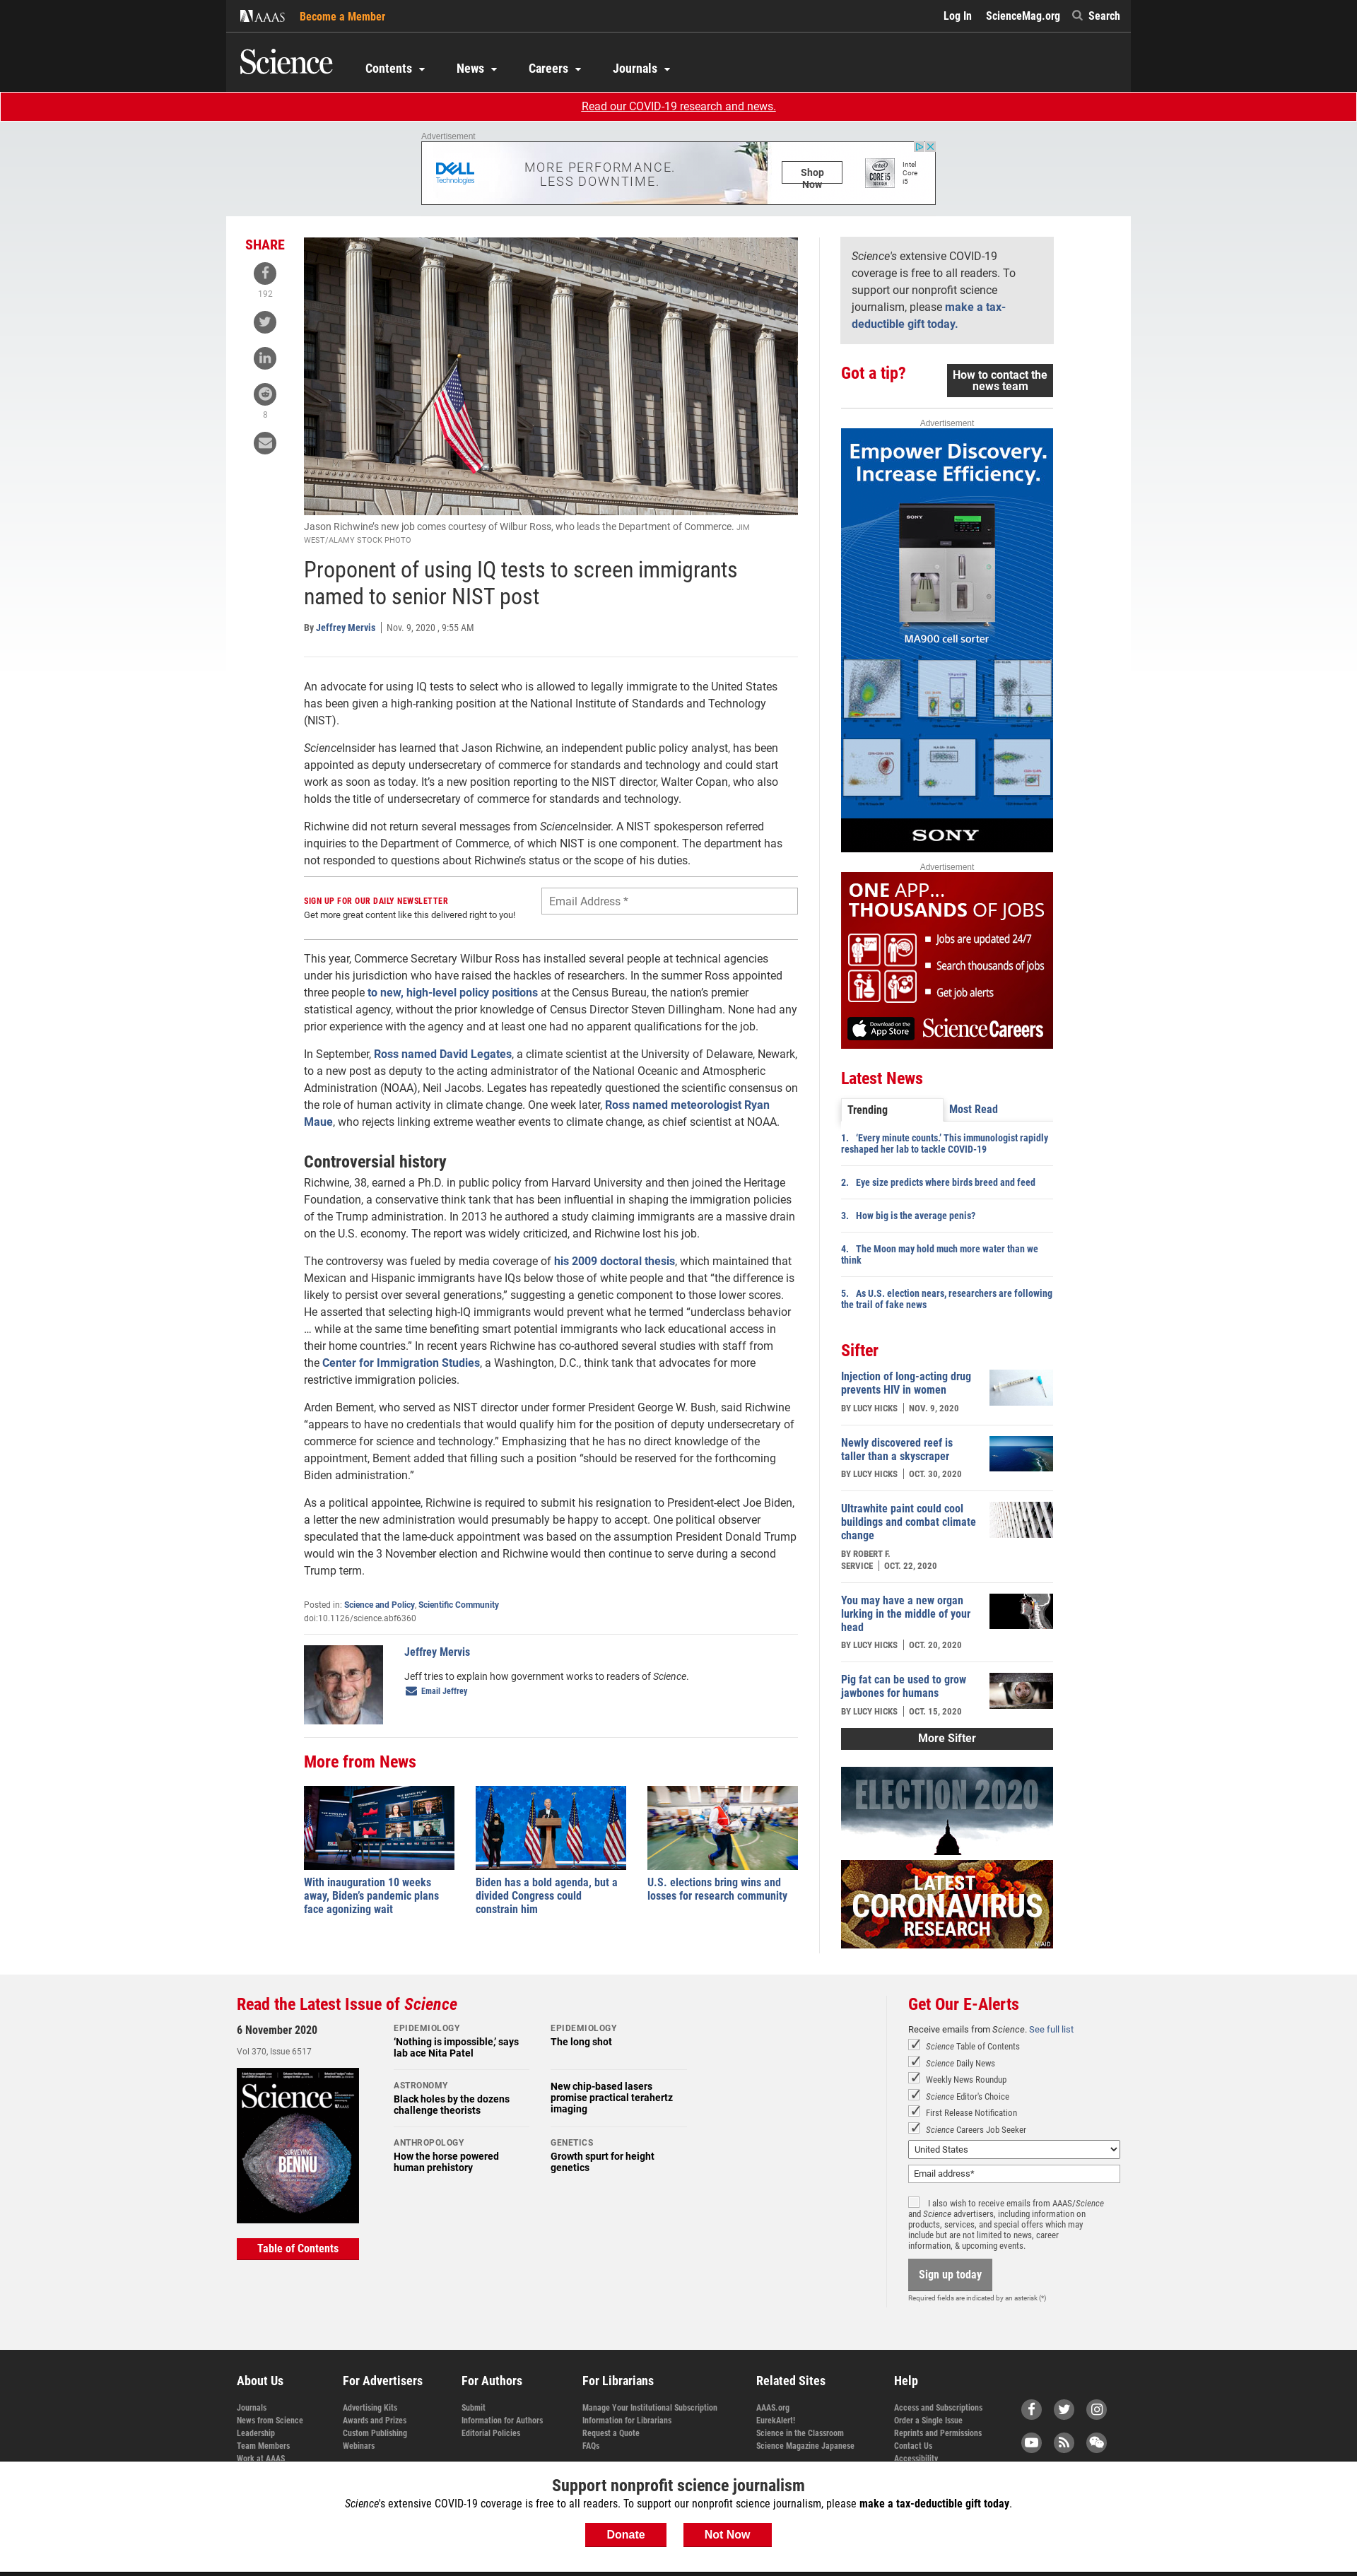 AAAS
Become a Member
Log In
ScienceMag.org
Search
Science
Contents
News
Careers
Journals
Read our COVID-19 research and news.
Advertisement
DELL
Technologies
MORE PERFORMANCE.
LESS DOWNTIME.
Shop
Now
intel
CORE i5
Intel
Core
i5
SHARE
192
8
Jason Richwine’s new job comes courtesy of Wilbur Ross, who leads the Department of Commerce. JIM
WEST/ALAMY STOCK PHOTO
Proponent of using IQ tests to screen immigrants
named to senior NIST post
By Jeffrey Mervis
Nov. 9, 2020 , 9:55 AM
An advocate for using IQ tests to select who is allowed to legally immigrate to the United States
has been given a high-ranking position at the National Institute of Standards and Technology
(NIST).
ScienceInsider has learned that Jason Richwine, an independent public policy analyst, has been
appointed as deputy undersecretary of commerce for standards and technology and could start
work as soon as today. It’s a new position reporting to the NIST director, Walter Copan, who also
holds the title of undersecretary of commerce for standards and technology.
Richwine did not return several messages from ScienceInsider. A NIST spokesperson referred
inquiries to the Department of Commerce, of which NIST is one component. The department has
not responded to questions about Richwine’s status or the scope of his duties.
SIGN UP FOR OUR DAILY NEWSLETTER
Get more great content like this delivered right to you!
Email Address *
This year, Commerce Secretary Wilbur Ross has installed several people at technical agencies
under his jurisdiction who have raised the hackles of researchers. In the summer Ross appointed
three people to new, high-level policy positions at the Census Bureau, the nation’s premier
statistical agency, without the prior knowledge of Census Director Steven Dillingham. None had any
prior experience with the agency and at least one had no apparent qualifications for the job.
In September, Ross named David Legates, a climate scientist at the University of Delaware, Newark,
to a new post as deputy to the acting administrator of the National Oceanic and Atmospheric
Administration (NOAA), Neil Jacobs. Legates has repeatedly questioned the scientific consensus on
the role of human activity in climate change. One week later, Ross named meteorologist Ryan
Maue, who rejects linking extreme weather events to climate change, as chief scientist at NOAA.
Controversial history
Richwine, 38, earned a Ph.D. in public policy from Harvard University and then joined the Heritage
Foundation, a conservative think tank that has been influential in shaping the immigration policies
of the Trump administration. In 2013 he authored a study claiming immigrants are a massive drain
on the U.S. economy. The report was widely criticized, and Richwine lost his job.
The controversy was fueled by media coverage of his 2009 doctoral thesis, which maintained that
Mexican and Hispanic immigrants have IQs below those of white people and that “the difference is
likely to persist over several generations,” suggesting a genetic component to those lower scores.
He asserted that selecting high-IQ immigrants would prevent what he termed “underclass behavior
… while at the same time benefiting smart potential immigrants who lack educational access in
their home countries.” In recent years Richwine has co-authored several studies with staff from
the Center for Immigration Studies, a Washington, D.C., think tank that advocates for more
restrictive immigration policies.
Arden Bement, who served as NIST director under former President George W. Bush, said Richwine
“appears to have no credentials that would qualify him for the position of deputy undersecretary of
commerce for science and technology.” Emphasizing that he has no direct knowledge of the
appointment, Bement added that filling such a position “should be reserved for the forthcoming
Biden administration.”
As a political appointee, Richwine is required to submit his resignation to President-elect Joe Biden,
a letter the new administration would presumably be happy to accept. One political observer
speculated that the lame-duck appointment was based on the assumption President Donald Trump
would win the 3 November election and Richwine would then continue to serve during a second
Trump term.
Posted in: Science and Policy, Scientific Community
doi:10.1126/science.abf6360
Jeffrey Mervis
Jeff tries to explain how government works to readers of Science.
Email Jeffrey
More from News
With inauguration 10 weeks
away, Biden’s pandemic plans
face agonizing wait
Biden has a bold agenda, but a
divided Congress could
constrain him
U.S. elections bring wins and
losses for research community
Science's extensive COVID-19
coverage is free to all readers. To
support our nonprofit science
journalism, please make a tax-
deductible gift today.
Got a tip?
How to contact the
news team
Advertisement
Empower Discovery.
Increase Efficiency.
SONY
MA900 cell sorter
SONY
Advertisement
ONE APP...
THOUSANDS OF JOBS
Jobs are updated 24/7
Search thousands of jobs
Get job alerts
Download on the
App Store
ScienceCareers
Latest News
Trending
Most Read
1. ‘Every minute counts.’ This immunologist rapidly
reshaped her lab to tackle COVID-19
2. Eye size predicts where birds breed and feed
3. How big is the average penis?
4. The Moon may hold much more water than we
think
5. As U.S. election nears, researchers are following
the trail of fake news
Sifter
Injection of long-acting drug
prevents HIV in women
BY LUCY HICKS
NOV. 9, 2020
Newly discovered reef is
taller than a skyscraper
BY LUCY HICKS
OCT. 30, 2020
Ultrawhite paint could cool
buildings and combat climate
change
BY ROBERT F.
SERVICE
OCT. 22, 2020
You may have a new organ
lurking in the middle of your
head
BY LUCY HICKS
OCT. 20, 2020
Pig fat can be used to grow
jawbones for humans
BY LUCY HICKS
OCT. 15, 2020
More Sifter
ELECTION 2020
LATEST
CORONAVIRUS
RESEARCH
NIAID
Read the Latest Issue of Science
6 November 2020
Vol 370, Issue 6517
Science
AAAS
SURVEYING
BENNU
Table of Contents
EPIDEMIOLOGY
‘Nothing is impossible,’ says
lab ace Nita Patel
ASTRONOMY
Black holes by the dozens
challenge theorists
ANTHROPOLOGY
How the horse powered
human prehistory
EPIDEMIOLOGY
The long shot
New chip-based lasers
promise practical terahertz
imaging
GENETICS
Growth spurt for height
genetics
Get Our E-Alerts
Receive emails from Science. See full list
Science Table of Contents
Science Daily News
Weekly News Roundup
Science Editor's Choice
First Release Notification
Science Careers Job Seeker
United States
Email address*
I also wish to receive emails from AAAS/Science
and Science advertisers, including information on
products, services, and special offers which may
include but are not limited to news, career
information, & upcoming events.
Sign up today
Required fields are indicated by an asterisk (*)
About Us
Journals
News from Science
Leadership
Team Members
Work at AAAS
For Advertisers
Advertising Kits
Awards and Prizes
Custom Publishing
Webinars
For Authors
Submit
Information for Authors
Editorial Policies
For Librarians
Manage Your Institutional Subscription
Information for Librarians
Request a Quote
FAQs
Related Sites
AAAS.org
EurekAlert!
Science in the Classroom
Science Magazine Japanese
Help
Access and Subscriptions
Order a Single Issue
Reprints and Permissions
Contact Us
Accessibility
Support nonprofit science journalism
Science's extensive COVID-19 coverage is free to all readers. To support our nonprofit science journalism, please make a tax-deductible gift today.
Donate
Not Now